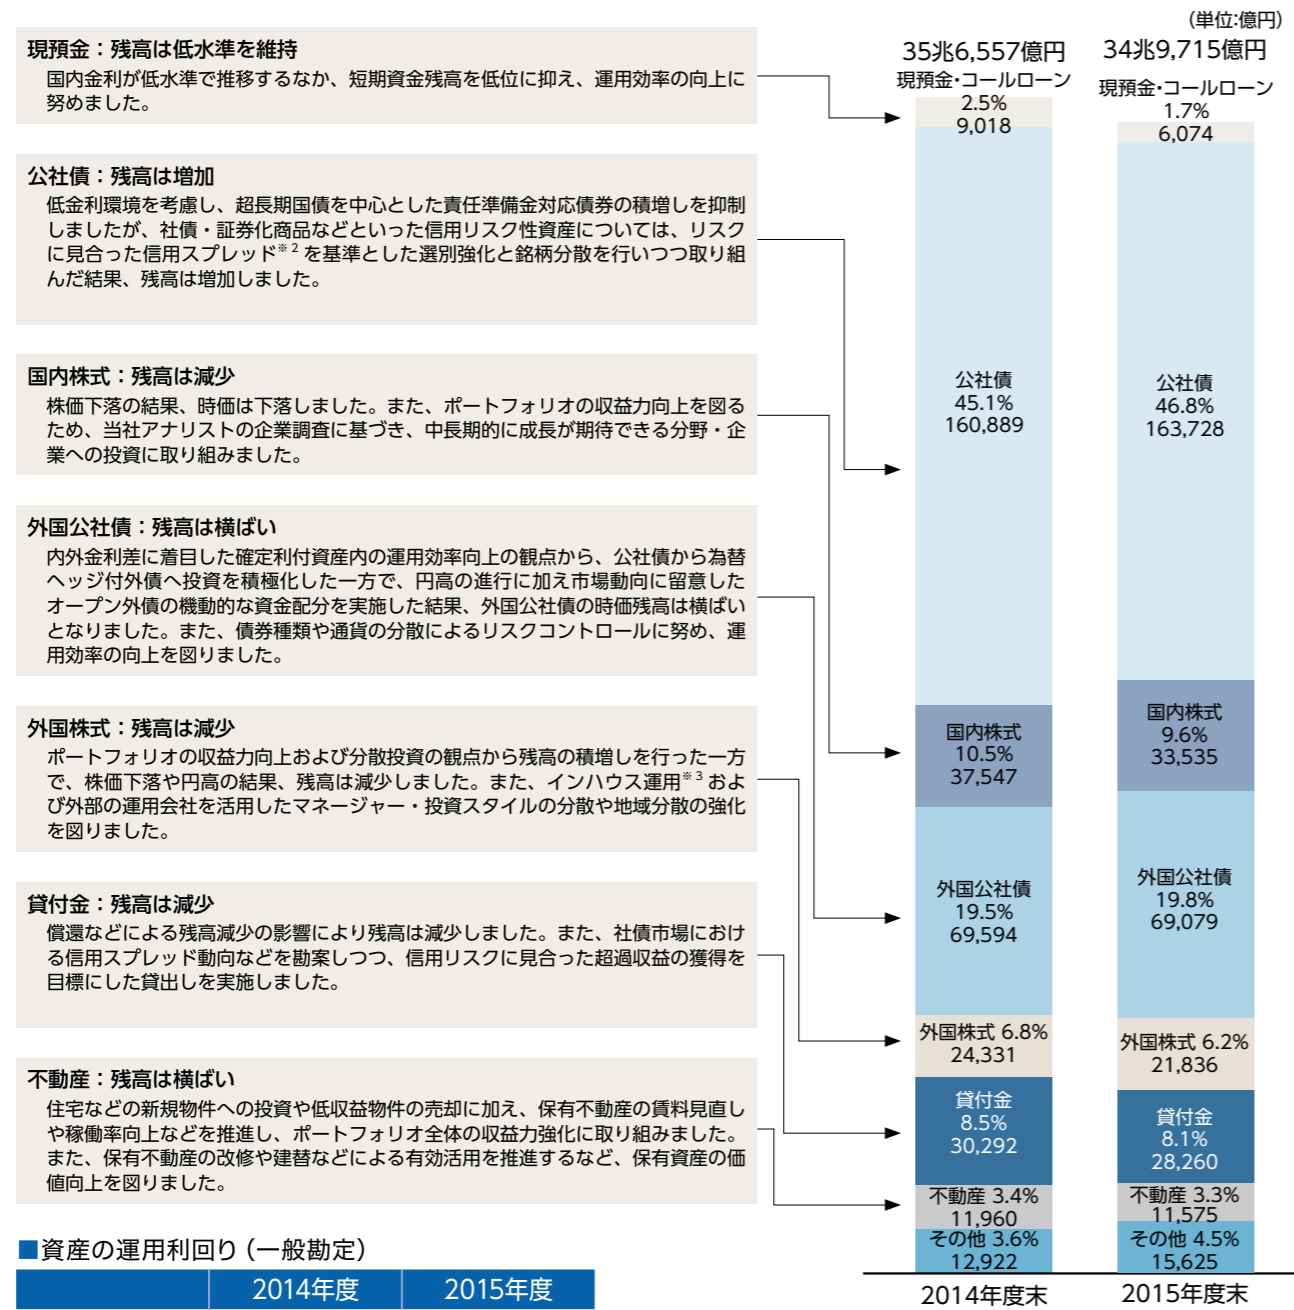 現預金：残高は低水準を維持
国内金利が低水準で推移するなか、短期資金残高を低位に抑え、運用効率の向上に
努めました。
公社債：残高は増加
低金利環境を考慮し、超長期国債を中心とした責任準備金対応債券の積増しを抑制
しましたが、社債・証券化商品などといった信用リスク性資産については、リスク
に見合った信用スプレッド※2を基準とした選別強化と銘柄分散を行いつつ取り組
んだ結果、残高は増加しました。
国内株式：残高は減少
株価下落の結果、時価は下落しました。また、ポートフォリオの収益力向上を図る
ため、当社アナリストの企業調査に基づき、中長期的に成長が期待できる分野・企
業への投資に取り組みました。
外国公社債：残高は横ばい
内外金利差に着目した確定利付資産内の運用効率向上の観点から、公社債から為替
ヘッジ付外債へ投資を積極化した一方で、円高の進行に加え市場動向に留意した
オープン外債の機動的な資金配分を実施した結果、外国公社債の時価残高は横ばい
となりました。また、債券種類や通貨の分散によるリスクコントロールに努め、運
用効率の向上を図りました。
外国株式：残高は減少
ポートフォリオの収益力向上および分散投資の観点から残高の積増しを行った一方
で、株価下落や円高の結果、残高は減少しました。また、インハウス運用※3およ
び外部の運用会社を活用したマネージャー・投資スタイルの分散や地域分散の強化
を図りました。
貸付金：残高は減少
償還などによる残高減少の影響により残高は減少しました。また、社債市場におけ
る信用スプレッド動向などを勘案しつつ、信用リスクに見合った超過収益の獲得を
目標にした貸出しを実施しました。
不動産：残高は横ばい
住宅などの新規物件への投資や低収益物件の売却に加え、保有不動産の賃料見直し
や稼働率向上などを推進し、ポートフォリオ全体の収益力強化に取り組みました。
また、保有不動産の改修や建替などによる有効活用を推進するなど、保有資産の価
値向上を図りました。
■資産の運用利回り（一般勘定）
2014年度 2015年度
（単位:億円）
35兆6,557億円
現預金・コールローン
2.5%
9,018
公社債
45.1%
160,889
国内株式
10.5%
37,547
外国公社債
19.5%
69,594
外国株式 6.8%
24,331
貸付金
8.5%
30,292
不動産 3.4%
11,960
その他 3.6%
12,922
2014年度末
34兆9,715億円
現預金・コールローン
1.7%
6,074
公社債
46.8%
163,728
国内株式
9.6%
33,535
外国公社債
19.8%
69,079
外国株式 6.2%
21,836
貸付金
8.1%
28,260
不動産 3.3%
11,575
その他 4.5%
15,625
2015年度末